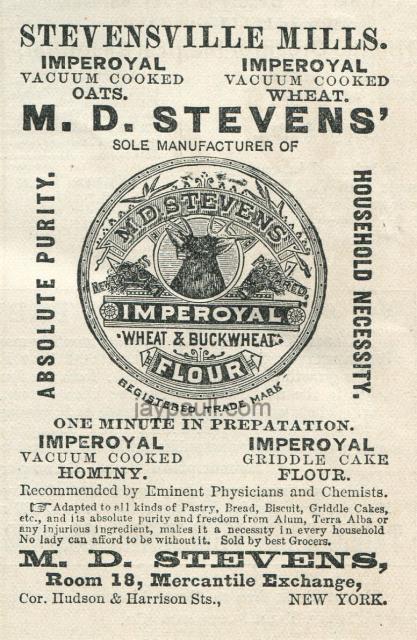 STEVENSVILLE MILLS.
IMPEROYAL IMPEROYAL
VACUUM COOKED VACUUM COOKED
OATS. WHEAT.
M. D. STEVENS'
SOLE MANUFACTURER OF
ABSOLUTE PURITY.
M.D. STEVENS'
IMPEROYAL
WHEAT & BUCKWHEAT
FLOUR
REGISTERED TRADE MARK
HOUSEHOLD NECESSITY.
jaypaull.com
ONE MINUTE IN PREPATATION.
IMPEROYAL IMPEROYAL
VACUUM COOKED GRIDDLE CAKE
HOMINY. FLOUR.
Recommended by Eminent Physicians and Chemists.
☞Adapted to all kinds of Pastry, Bread, Biscuit, Griddle Cakes,
etc., and its absolute purity and freedom from Alum, Terra Alba or
any injurious ingredient, makes it a necessity in every household
No lady can afford to be without it. Sold by best Grocers.
M. D. STEVENS,
Room 18, Mercantile Exchange,
Cor. Hudson & Harrison Sts., NEW YORK.